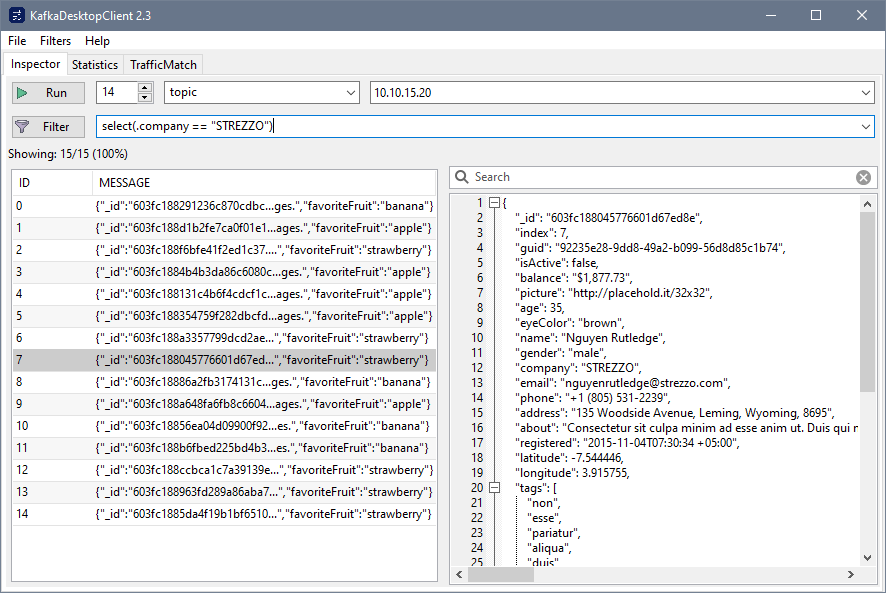 KafkaDesktopClient 2.3
File Filters Help
Inspector Statistics TrafficMatch
Run 14 topic 10.10.15.20
Filter select(.company == "STREZZO")
Showing: 15/15 (100%)
ID MESSAGE
0 {"_id":"603fc188291236c870cdbc...ges.","favoriteFruit":"banana"}
1 {"_id":"603fc188d1b2fe7ca0f01e1...ages.","favoriteFruit":"apple"}
2 {"_id":"603fc188f6bfe41f2ed1c37....","favoriteFruit":"strawberry"}
3 {"_id":"603fc1884b4b3da86c6080c...ges.","favoriteFruit":"apple"}
4 {"_id":"603fc188131c4b6f4cdcf1c...ages.","favoriteFruit":"apple"}
5 {"_id":"603fc188354759f282dbcfd...ages.","favoriteFruit":"apple"}
6 {"_id":"603fc188a3357799dcd2ae...","favoriteFruit":"strawberry"}
7 {"_id":"603fc188045776601d67ed...","favoriteFruit":"strawberry"}
8 {"_id":"603fc18886a2fb3174131c...ges.","favoriteFruit":"banana"}
9 {"_id":"603fc188a648fa6fb8c6604...ages.","favoriteFruit":"apple"}
10 {"_id":"603fc18856ea04d09900f92...es.","favoriteFruit":"banana"}
11 {"_id":"603fc188b6fbed225bd4b3...es.","favoriteFruit":"banana"}
12 {"_id":"603fc188ccbca1c7a39139e...","favoriteFruit":"strawberry"}
13 {"_id":"603fc188963fd289a86aba7...","favoriteFruit":"strawberry"}
14 {"_id":"603fc1885da4f19b1bf6510...","favoriteFruit":"strawberry"}
Search
1 {
2 "_id": "603fc188045776601d67ed8e",
3 "index": 7,
4 "guid": "92235e28-9dd8-49a2-b099-56d8d85c1b74",
5 "isActive": false,
6 "balance": "$1,877.73",
7 "picture": "http://placehold.it/32x32",
8 "age": 35,
9 "eyeColor": "brown",
10 "name": "Nguyen Rutledge",
11 "gender": "male",
12 "company": "STREZZO",
13 "email": "nguyenrutledge@strezzo.com",
14 "phone": "+1 (805) 531-2239",
15 "address": "135 Woodside Avenue, Leming, Wyoming, 8695",
16 "about": "Consectetur sit culpa minim ad esse anim ut. Duis qui
17 "registered": "2015-11-04T07:30:34 +05:00",
18 "latitude": -7.544446,
19 "longitude": 3.915755,
20 "tags": [
21 "non",
22 "esse",
23 "pariatur",
24 "aliqua",
25 "duis"